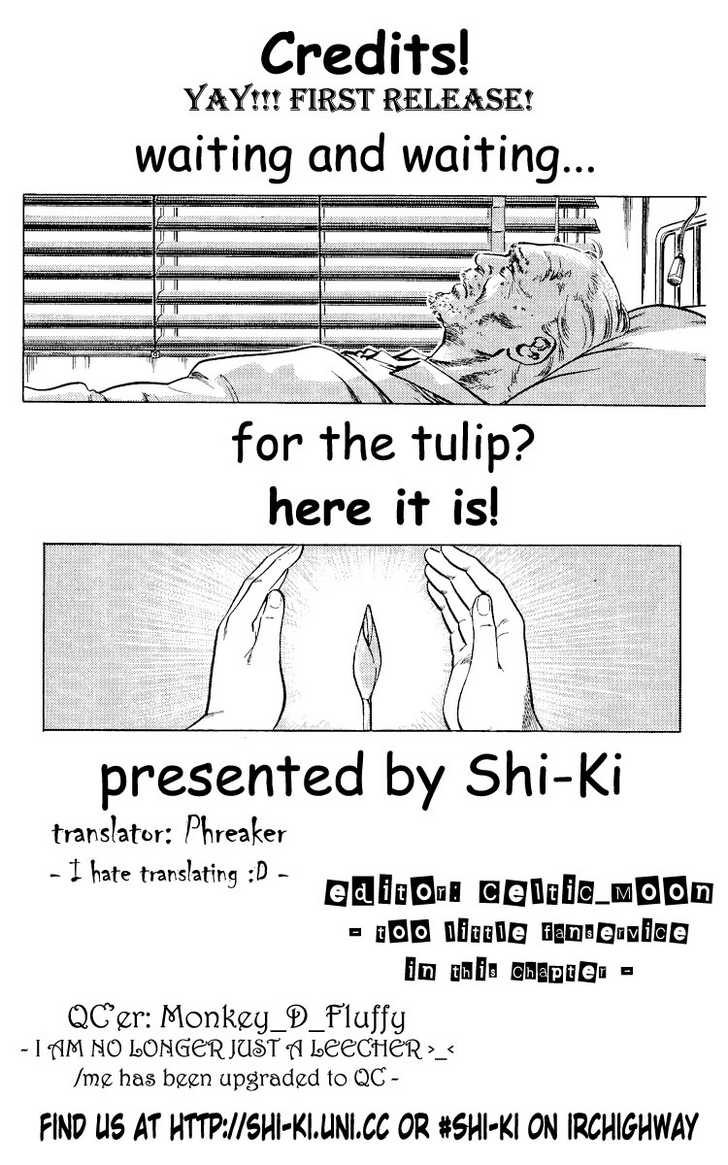 Credits!
YAY!!! FIRST RELEASE!
waiting and waiting...
for the tulip?
here it is!
presented by Shi-Ki
translator: Phreaker
- I hate translating :D -
editor: Celtic_Moon
- too little fanservice
in this chapter -
QC'er: Monkey_D_Fluffy
- I AM NO LONGER JUST A LEECHER >_<
/me has been upgraded to QC -
FIND US AT HTTP://SHI-KI.UNI.CC OR #SHI-KI ON IRCHIGHWAY